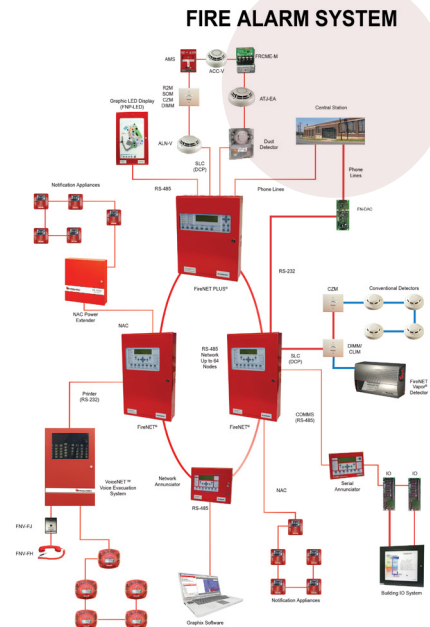 FIRE ALARM SYSTEM
AMS
ACC-V
FRCME-M
R2M
SOM
CZM
DIMM
ATJ-EA
Graphic LED Display
(FNP-LED)
Central Station
ALN-V
Duct
Detector
SLC
(DCP)
RS-485
Phone Lines
Phone
Lines
Notification Appliances
FN-DAC
FireNET PLUS®
RS-232
NAC Power
Extender
NAC
CZM
Conventional Detectors
RS-485
Network
Up to 64
Nodes
SLC
(DCP)
DIMM/
CLIM
FireNET
Vapor®
Detector
Printer
(RS-232)
FireNET®
FireNET®
COMMS
(RS-485)
VoiceNET™
Voice Evacuation
System
Network
Annunciator
NAC
Serial
Annunciator
IO
IO
RS-485
FNV-FJ
FNV-FH
Graphix Software
Notification Appliances
Building IO System